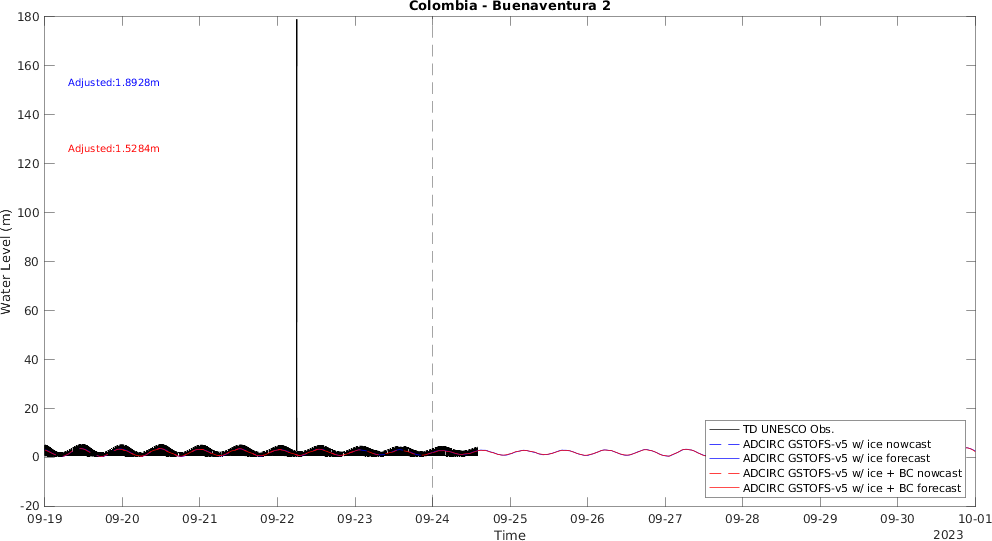 Colombia - Buenaventura 2
180
160
140
120
100
80
60
40
20
0
-20
Water Level (m)
Adjusted:1.8928m
Adjusted:1.5284m
TD UNESCO Obs.
ADCIRC GSTOFS-v5 w/ ice nowcast
ADCIRC GSTOFS-v5 w/ ice forecast
ADCIRC GSTOFS-v5 w/ ice + BC nowcast
ADCIRC GSTOFS-v5 w/ ice + BC forecast
09-19 09-20 09-21 09-22 09-23 09-24 09-25 09-26 09-27 09-28 09-29 09-30 10-01
Time
2023